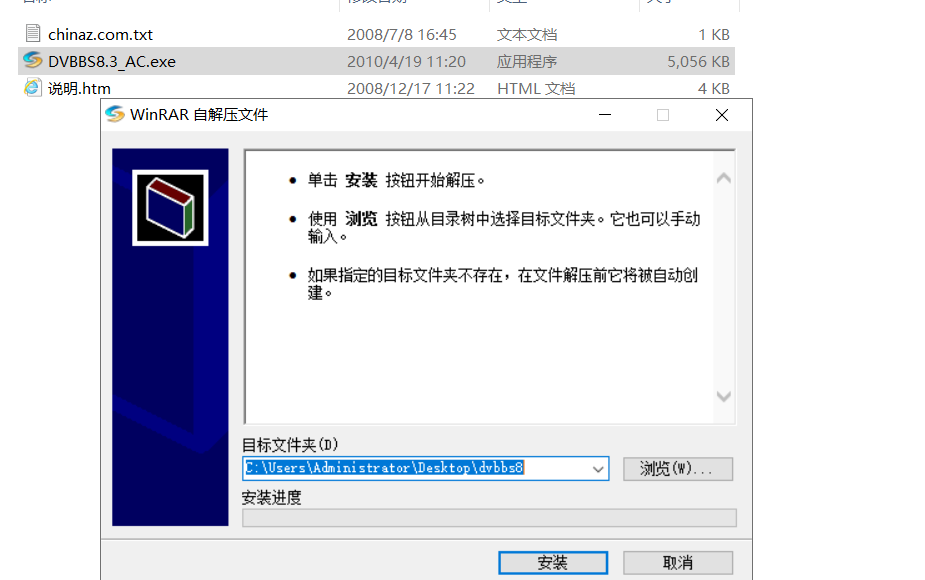 chinaz.com.txt 2008/7/8 16:45 文本文档 1 KB
DVBBS8.3_AC.exe 2010/4/19 11:20 应用程序 5,056 KB
说明.htm 2008/12/17 11:22 HTML 文档 4 KB
WinRAR 自解压文件
• 单击 安装 按钮开始解压。
• 使用 浏览 按钮从目录树中选择目标文件夹。它也可以手动
输入。
• 如果指定的目标文件夹不存在，在文件解压前它将被自动创
建。
目标文件夹(D)
C:\Users\Administrator\Desktop\dvbbs8 浏览(W)...
安装进度
安装 取消